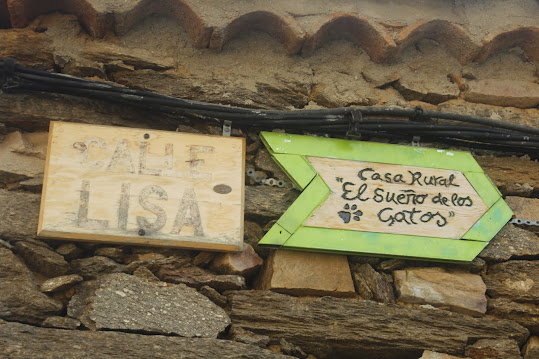 CALLE
LISA
Casa Rural
"El Sueño de los
Gatos"